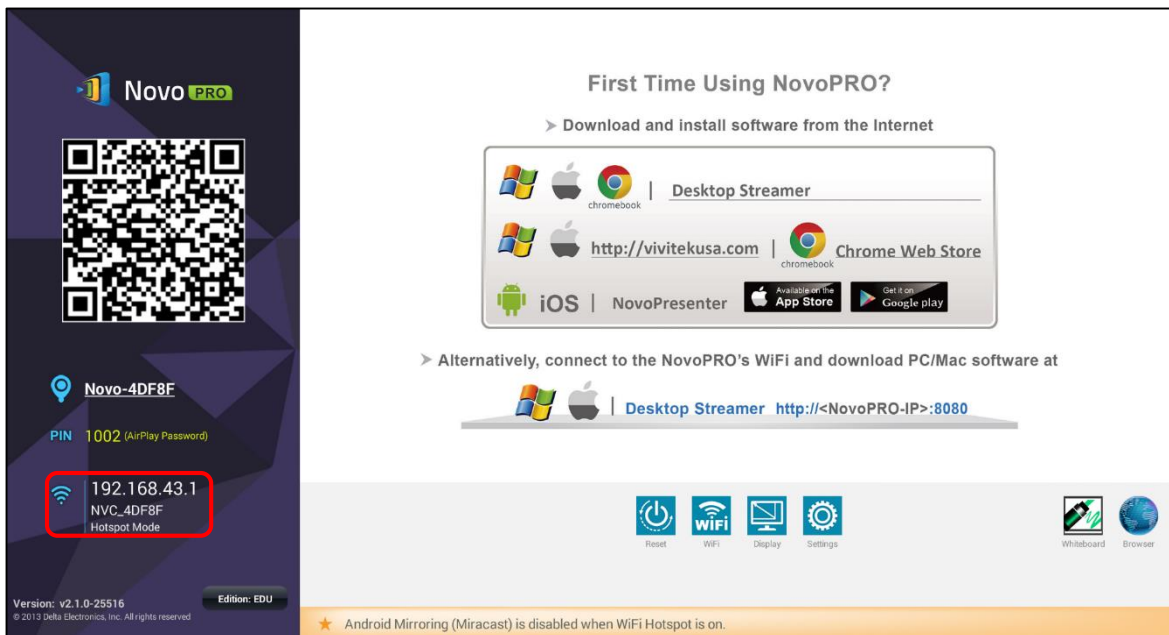 Novo PRO
Novo-4DF8F
PIN 1002 (AirPlay Password)
192.168.43.1
NVC_4DF8F
Hotspot Mode
Version: v2.1.0-25516
Edition: EDU
© 2013 Delta Electronics, Inc. All rights reserved
First Time Using NovoPRO?
➤ Download and install software from the Internet
chromebook | Desktop Streamer
http://vivitekusa.com | chromebook Chrome Web Store
iOS | NovoPresenter Available on the App Store Get it on Google play
➤ Alternatively, connect to the NovoPRO's WiFi and download PC/Mac software at
| Desktop Streamer http://<NovoPRO-IP>:8080
WiFi
Reset WiFi Display Settings Whiteboard Browser
★ Android Mirroring (Miracast) is disabled when WiFi Hotspot is on.